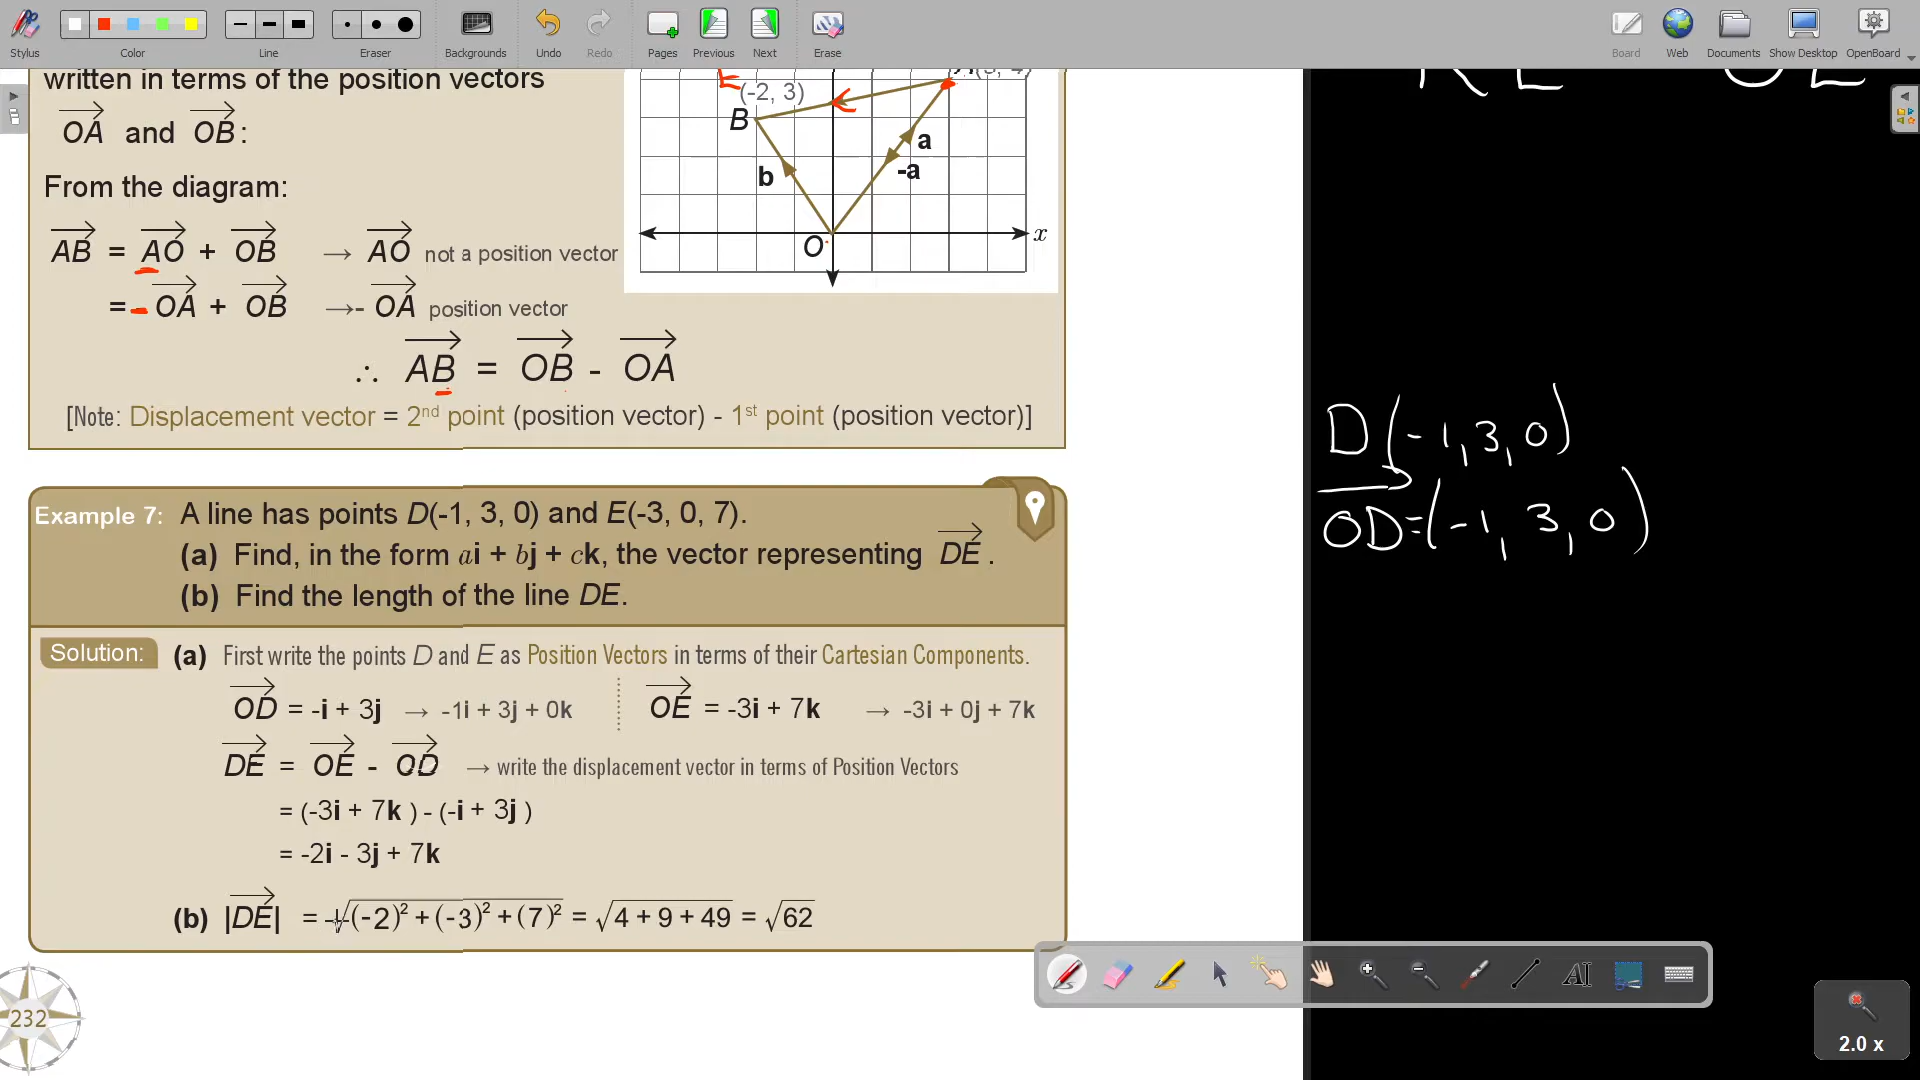 Stylus Color Line Eraser Backgrounds Undo Redo Pages Previous Next Erase Board Web Documents Show Desktop OpenBoard
written in terms of the position vectors
OA and OB:
From the diagram:
AB = AO + OB → AO not a position vector
= - OA + OB →- OA position vector
∴ AB = OB - OA
[Note: Displacement vector = 2nd point (position vector) - 1st point (position vector)]
E
(-2, 3)
B
a
-a
b
O
x
Example 7: A line has points D(-1, 3, 0) and E(-3, 0, 7).
(a) Find, in the form ai + bj + ck, the vector representing DE .
(b) Find the length of the line DE.
Solution: (a) First write the points D and E as Position Vectors in terms of their Cartesian Components.
OD = -i + 3j → -1i + 3j + 0k OE = -3i + 7k → -3i + 0j + 7k
DE = OE - OD → write the displacement vector in terms of Position Vectors
= (-3i + 7k ) - (-i + 3j )
= -2i - 3j + 7k
(b) |DE| = √(-2)² + (-3)² + (7)² = √4 + 9 + 49 = √62
232
D(-1, 3, 0)
OD=(-1, 3, 0)
AI
2.0 x